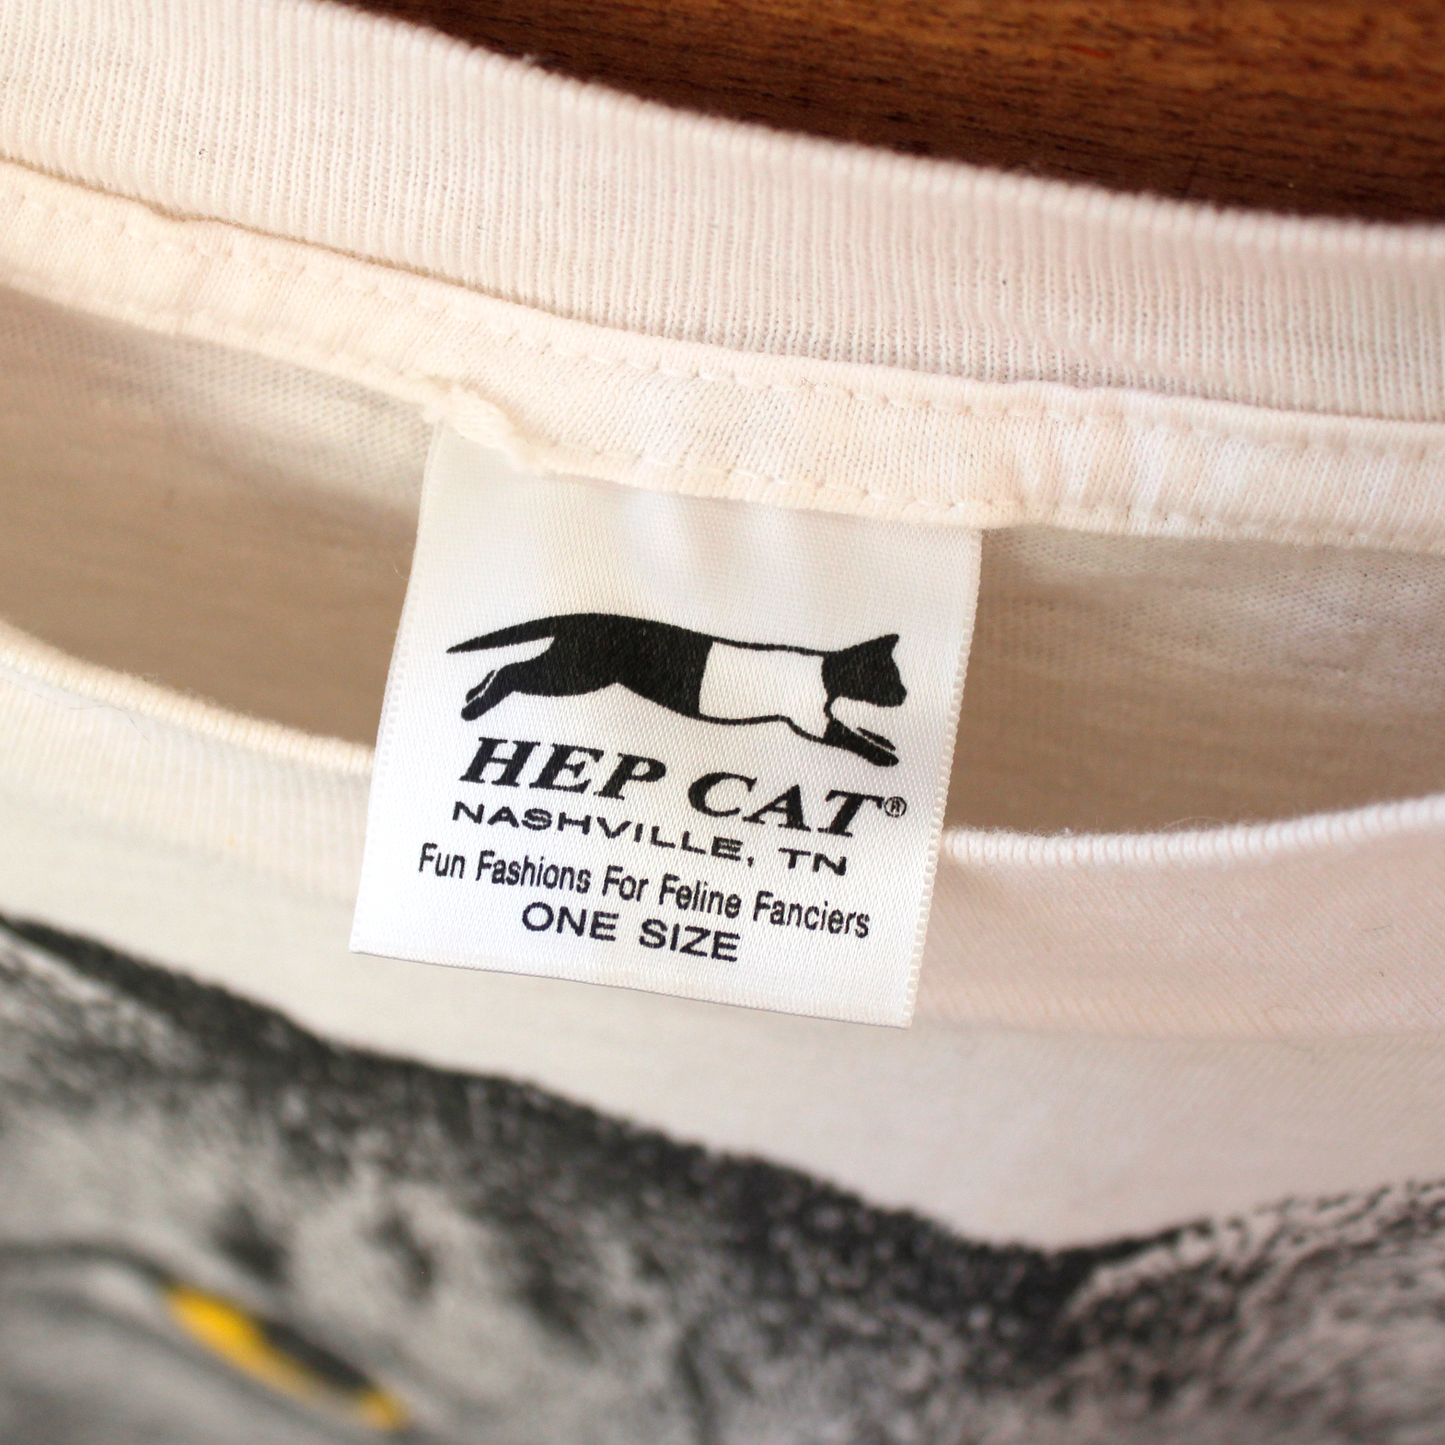 HEP CAT®
NASHVILLE, TN
Fun Fashions For Feline Fanciers
ONE SIZE